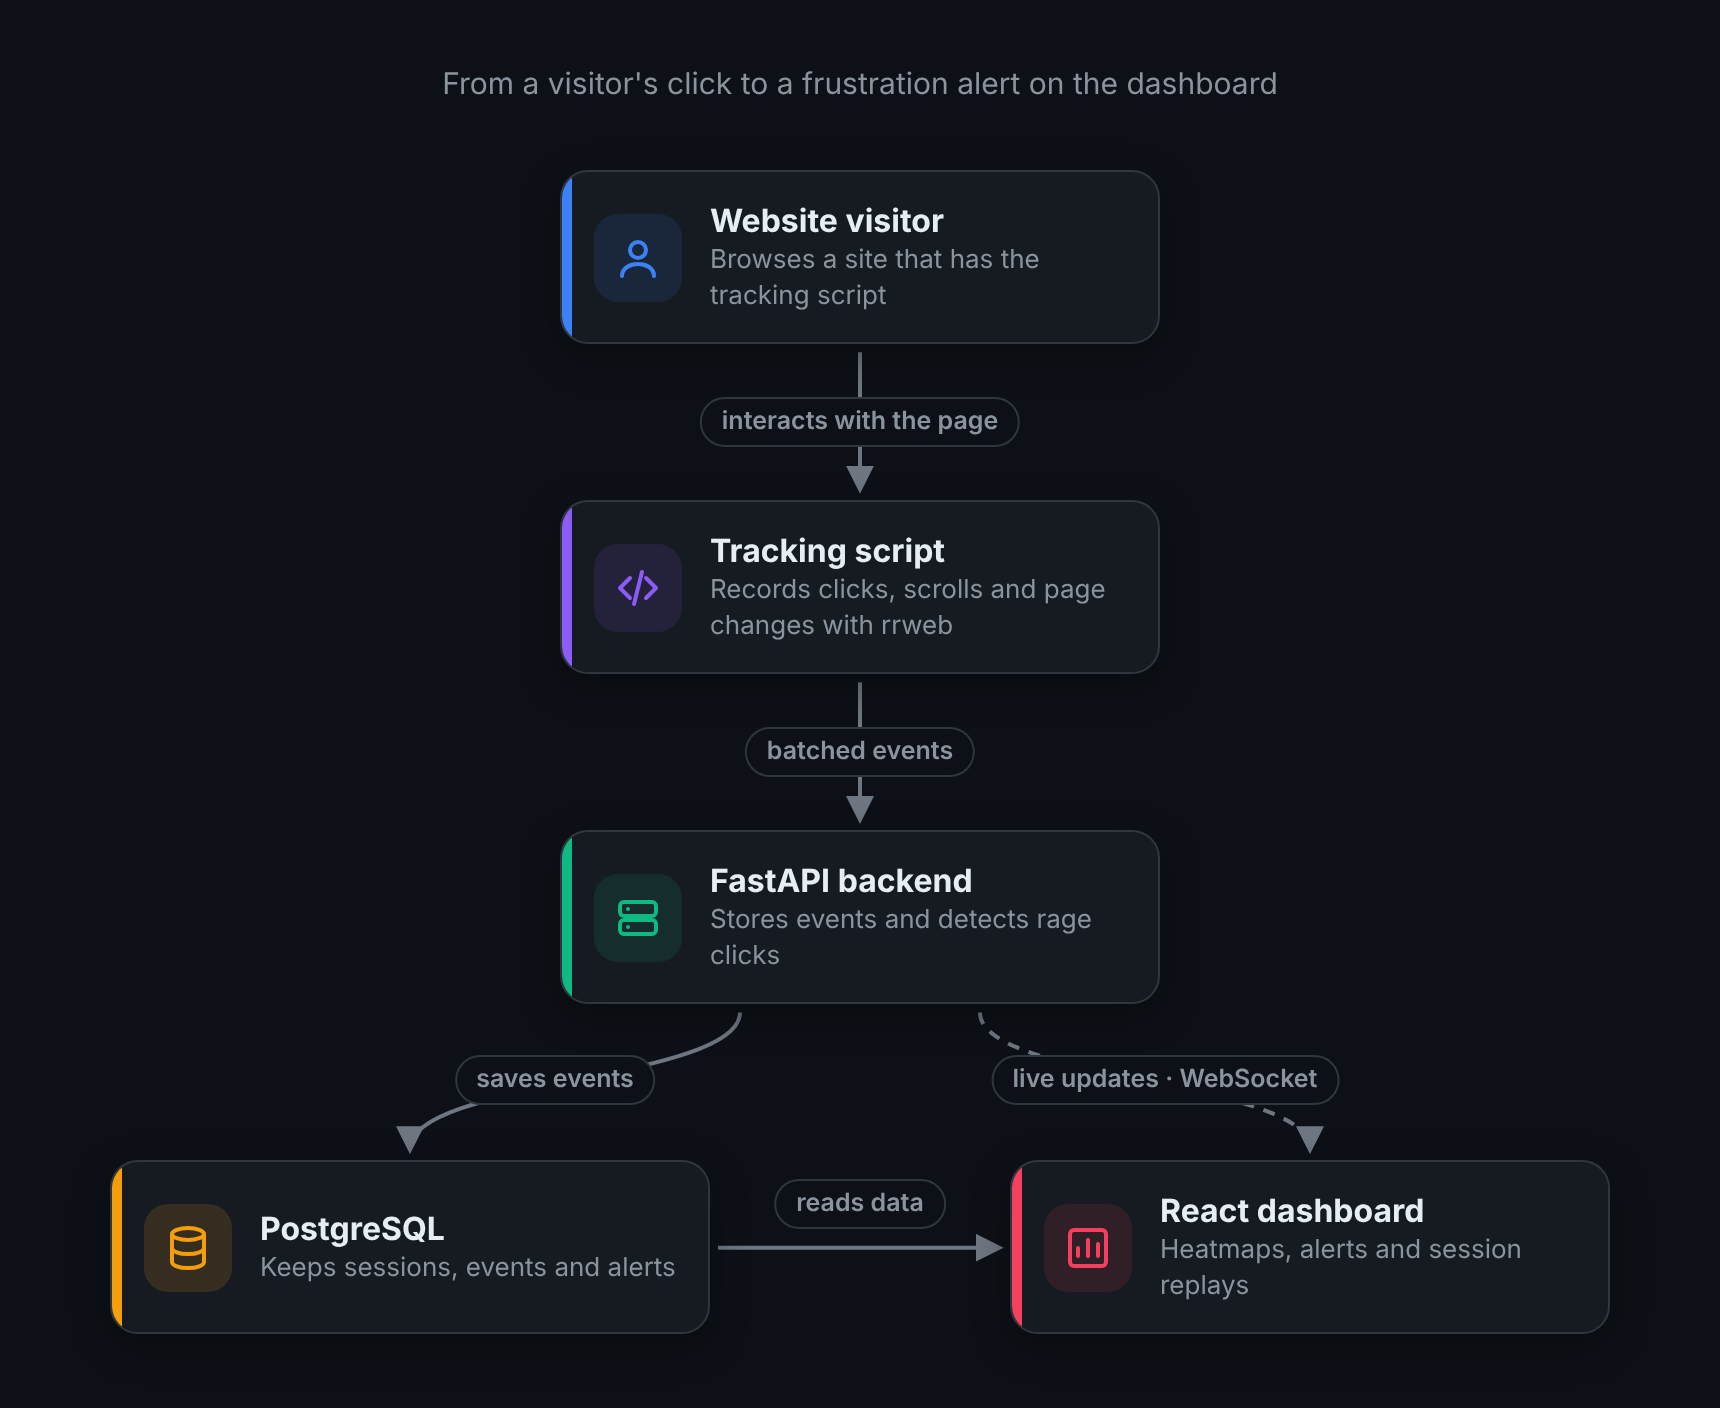 From a visitor's click to a frustration alert on the dashboard
Website visitor
Browses a site that has the
tracking script
interacts with the page
Tracking script
Records clicks, scrolls and page
changes with rrweb
batched events
FastAPI backend
Stores events and detects rage
clicks
saves events
live updates · WebSocket
PostgreSQL
Keeps sessions, events and alerts
reads data
React dashboard
Heatmaps, alerts and session
replays